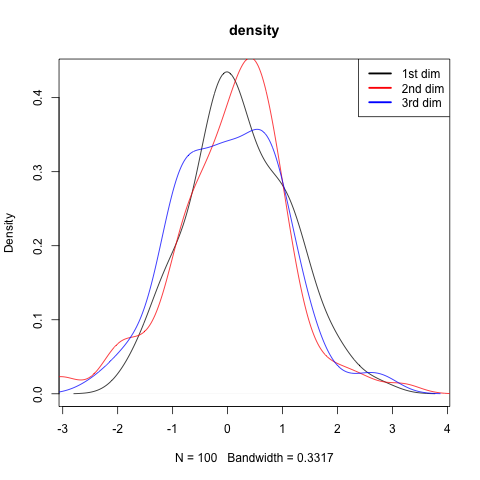 density
1st dim
2nd dim
3rd dim
Density
0.4
0.3
0.2
0.1
0.0
-3 -2 -1 0 1 2 3 4
N = 100 Bandwidth = 0.3317